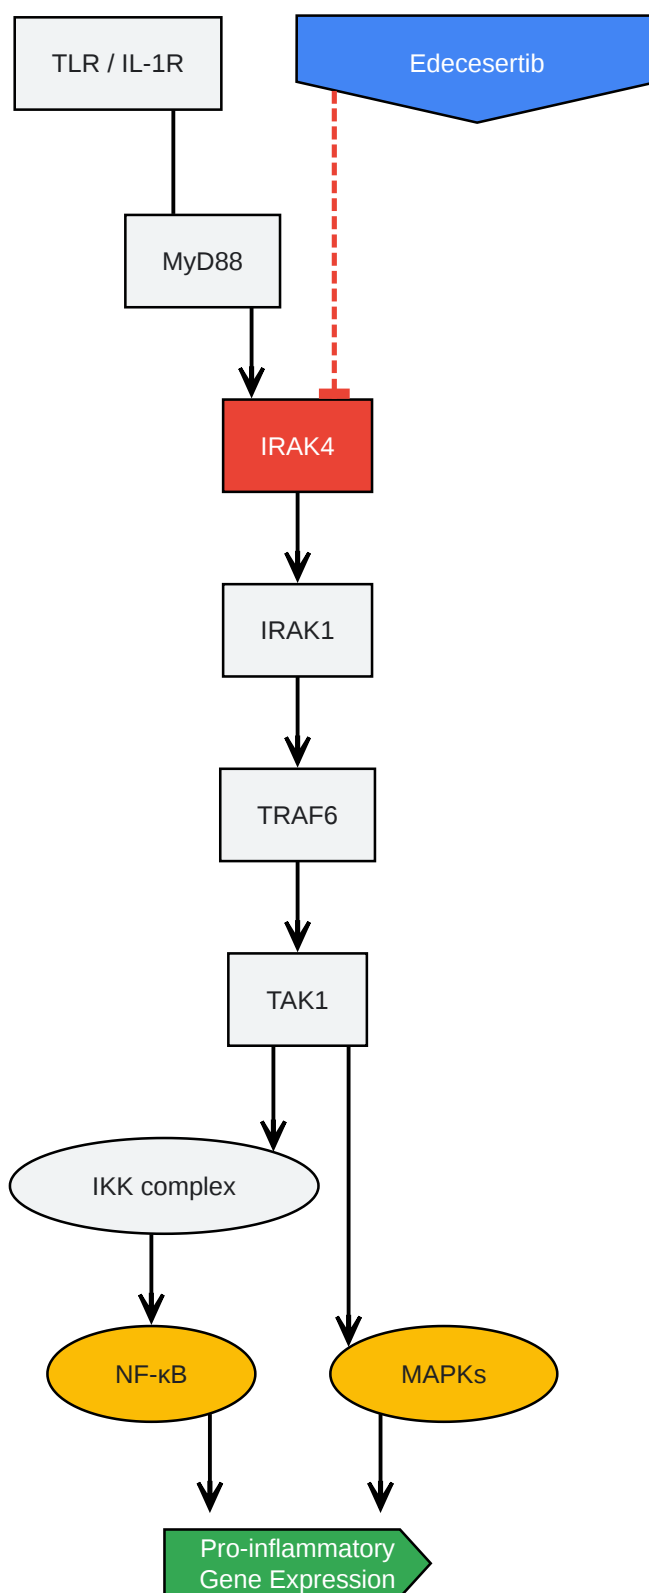 TLR / IL-1R
Edecesertib
MyD88
IRAK4
IRAK1
TRAF6
TAK1
IKK complex
NF-κB
MAPKs
Pro-inflammatory
Gene Expression